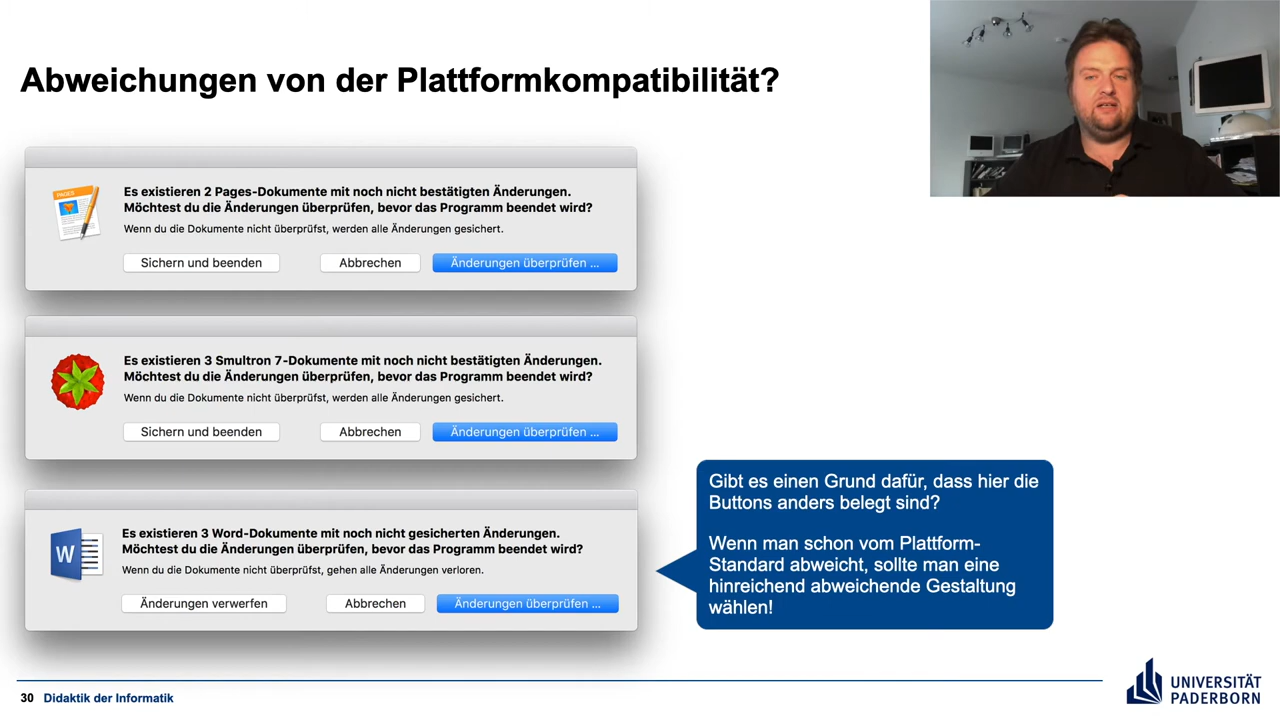 Abweichungen von der Plattformkompatibilität?
PAGES
Es existieren 2 Pages-Dokumente mit noch nicht bestätigten Änderungen.
Möchtest du die Änderungen überprüfen, bevor das Programm beendet wird?
Wenn du die Dokumente nicht überprüfst, werden alle Änderungen gesichert.
Sichern und beenden
Abbrechen
Änderungen überprüfen ...
Es existieren 3 Smultron 7-Dokumente mit noch nicht bestätigten Änderungen.
Möchtest du die Änderungen überprüfen, bevor das Programm beendet wird?
Wenn du die Dokumente nicht überprüfst, werden alle Änderungen gesichert.
Sichern und beenden
Abbrechen
Änderungen überprüfen ...
W
Es existieren 3 Word-Dokumente mit noch nicht gesicherten Änderungen.
Möchtest du die Änderungen überprüfen, bevor das Programm beendet wird?
Wenn du die Dokumente nicht überprüfst, gehen alle Änderungen verloren.
Änderungen verwerfen
Abbrechen
Änderungen überprüfen ...
Gibt es einen Grund dafür, dass hier die
Buttons anders belegt sind?
Wenn man schon vom Plattform-
Standard abweicht, sollte man eine
hinreichend abweichende Gestaltung
wählen!
30 Didaktik der Informatik
UNIVERSITÄT
PADERBORN